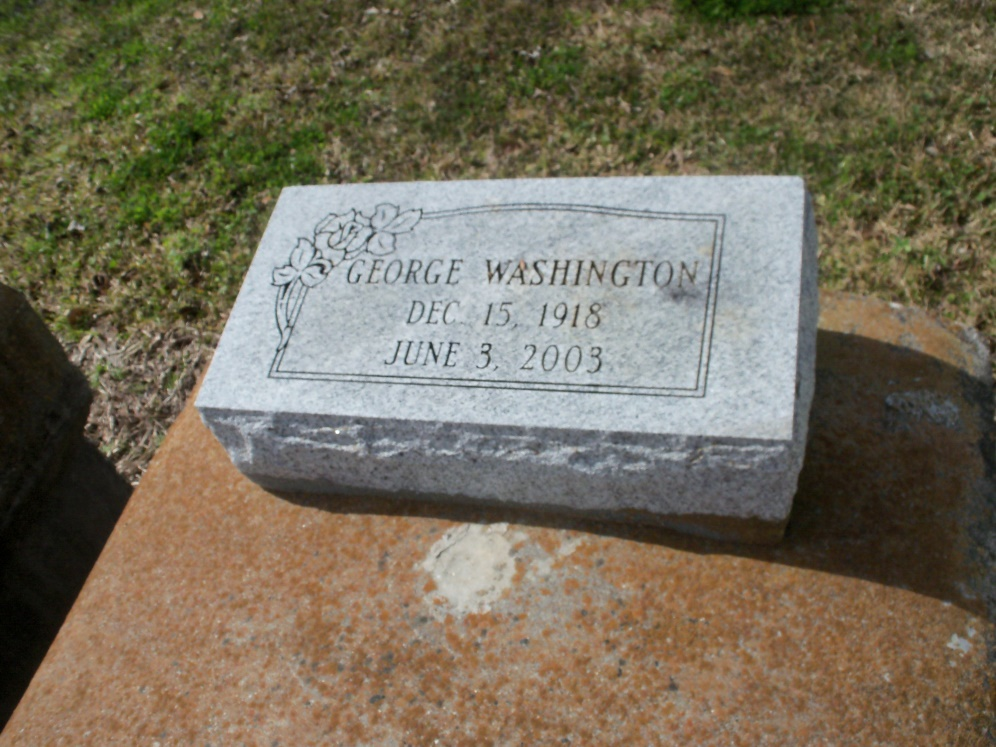 GEORGE WASHINGTON
DEC. 15, 1918
JUNE 3, 2003